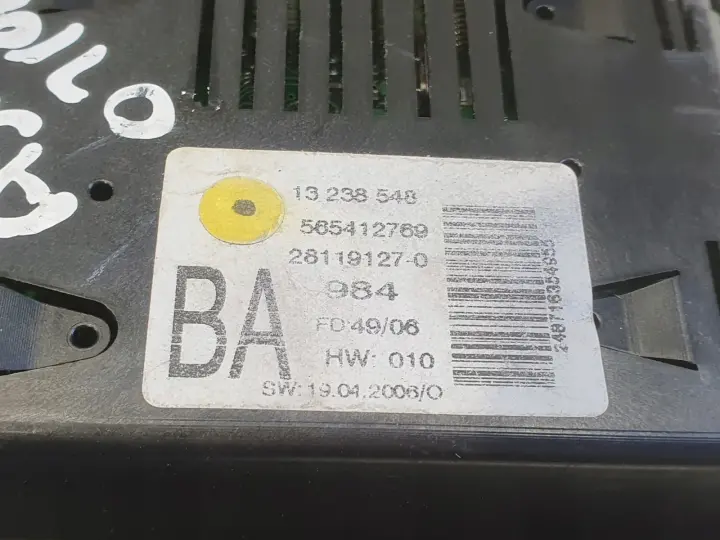 13 238 548
565412769
28119127-0
984
BA
FD:49/06
HW: 010
SW: 19.04.2006/O